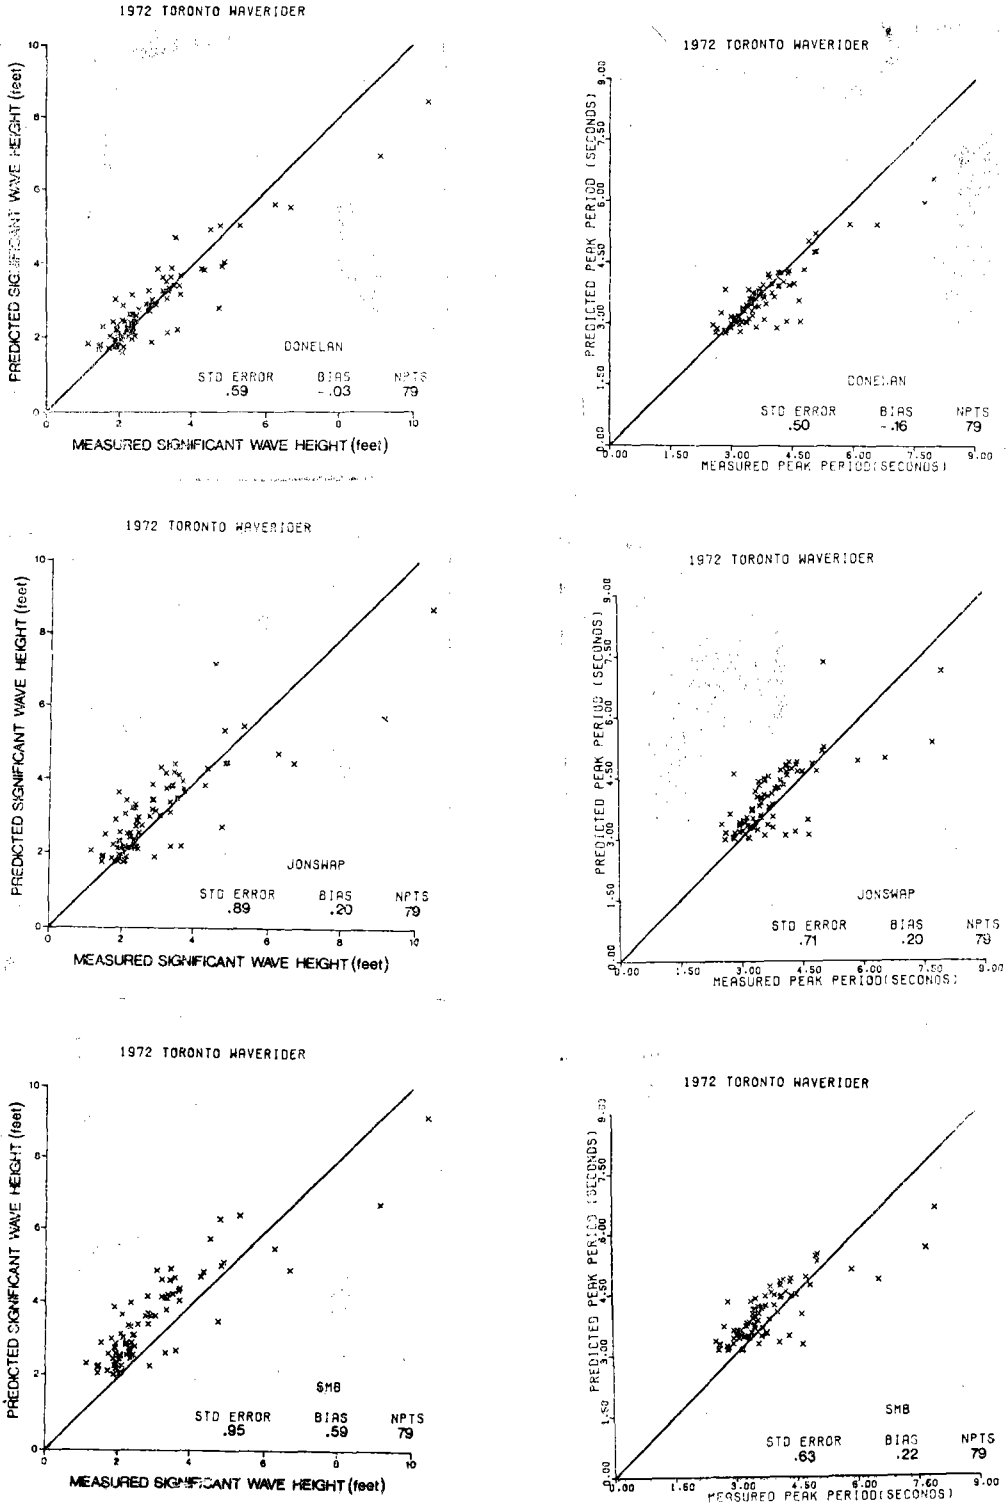 1972 TORONTO WAVERIDER
PREDICTED SIGNIFICANT WAVE HEIGHT (feet)
10
8
6
4
2
0
DONELAN
STD ERROR BIAS NPTS
.59 -.03 79
0 2 4 6 8 10
MEASURED SIGNIFICANT WAVE HEIGHT (feet)
1972 TORONTO WAVERIDER
PREDICTED PEAK PERIOD (SECONDS)
9.00
7.50
6.00
4.50
3.00
1.50
0.00
DONELAN
STD ERROR BIAS NPTS
.50 -.16 79
0.00 1.50 3.00 4.50 6.00 7.50 9.00
MEASURED PEAK PERIOD(SECONDS)
1972 TORONTO WAVERIDER
PREDICTED SIGNIFICANT WAVE HEIGHT (feet)
10
8
6
4
2
0
JONSWAP
STD ERROR BIAS NPTS
.89 .20 79
0 2 4 6 8 10
MEASURED SIGNIFICANT WAVE HEIGHT (feet)
1972 TORONTO WAVERIDER
PREDICTED PEAK PERIOD (SECONDS)
9.00
7.50
6.00
4.50
3.00
1.50
0.00
JONSWAP
STD ERROR BIAS NPTS
.71 .20 79
0.00 1.50 3.00 4.50 6.00 7.50 9.00
MEASURED PEAK PERIOD(SECONDS)
1972 TORONTO WAVERIDER
PREDICTED SIGNIFICANT WAVE HEIGHT (feet)
10
8
6
4
2
0
SMB
STD ERROR BIAS NPTS
.95 .59 79
0 2 4 6 8 10
MEASURED SIGNIFICANT WAVE HEIGHT (feet)
1972 TORONTO WAVERIDER
PREDICTED PEAK PERIOD (SECONDS)
9.00
7.50
6.00
4.50
3.00
1.50
0.00
SMB
STD ERROR BIAS NPTS
.63 .22 79
0.00 1.50 3.00 4.50 6.00 7.50 9.00
MEASURED PEAK PERIOD(SECONDS)